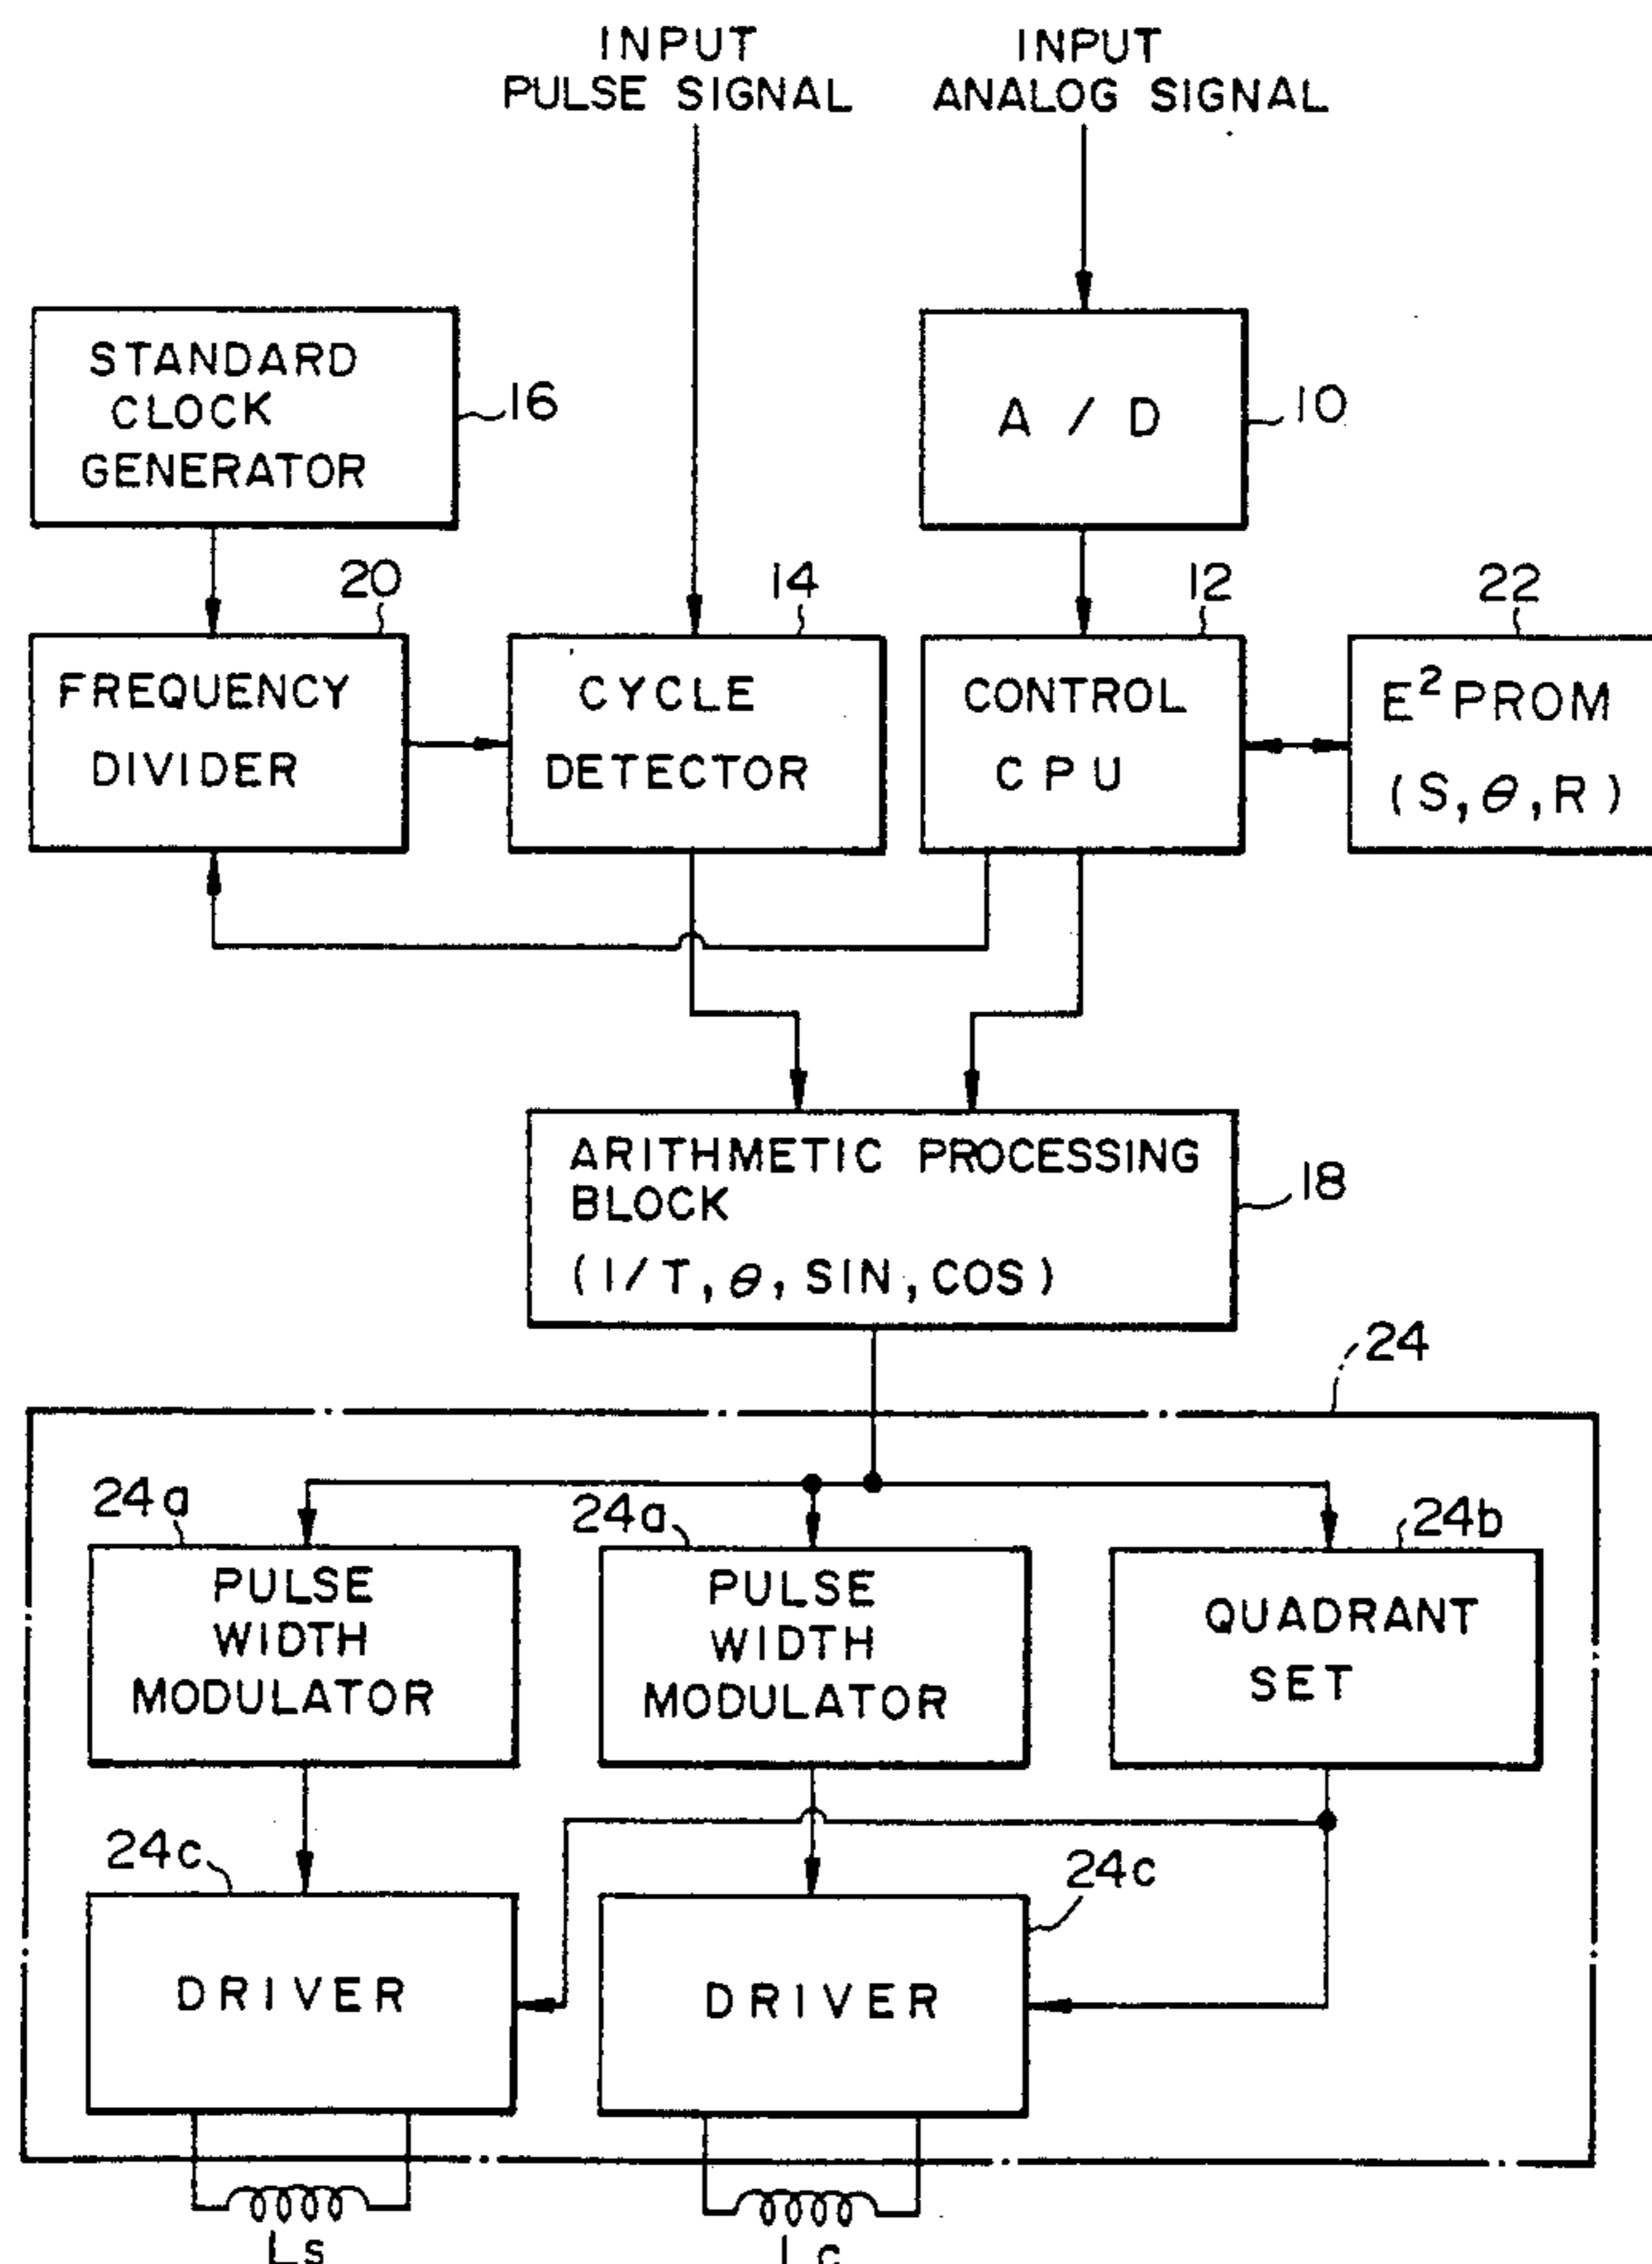 INPUT
PULSE SIGNAL
INPUT
ANALOG SIGNAL
STANDARD
CLOCK
GENERATOR
16
A / D
10
20
14
12
22
FREQUENCY
DIVIDER
CYCLE
DETECTOR
CONTROL
CPU
E²PROM
(S, θ, R)
ARITHMETIC PROCESSING
BLOCK
(1/T, θ, SIN, COS)
18
24
24a
24a
24b
PULSE
WIDTH
MODULATOR
PULSE
WIDTH
MODULATOR
QUADRANT
SET
24c
24c
DRIVER
DRIVER
Ls
Lc